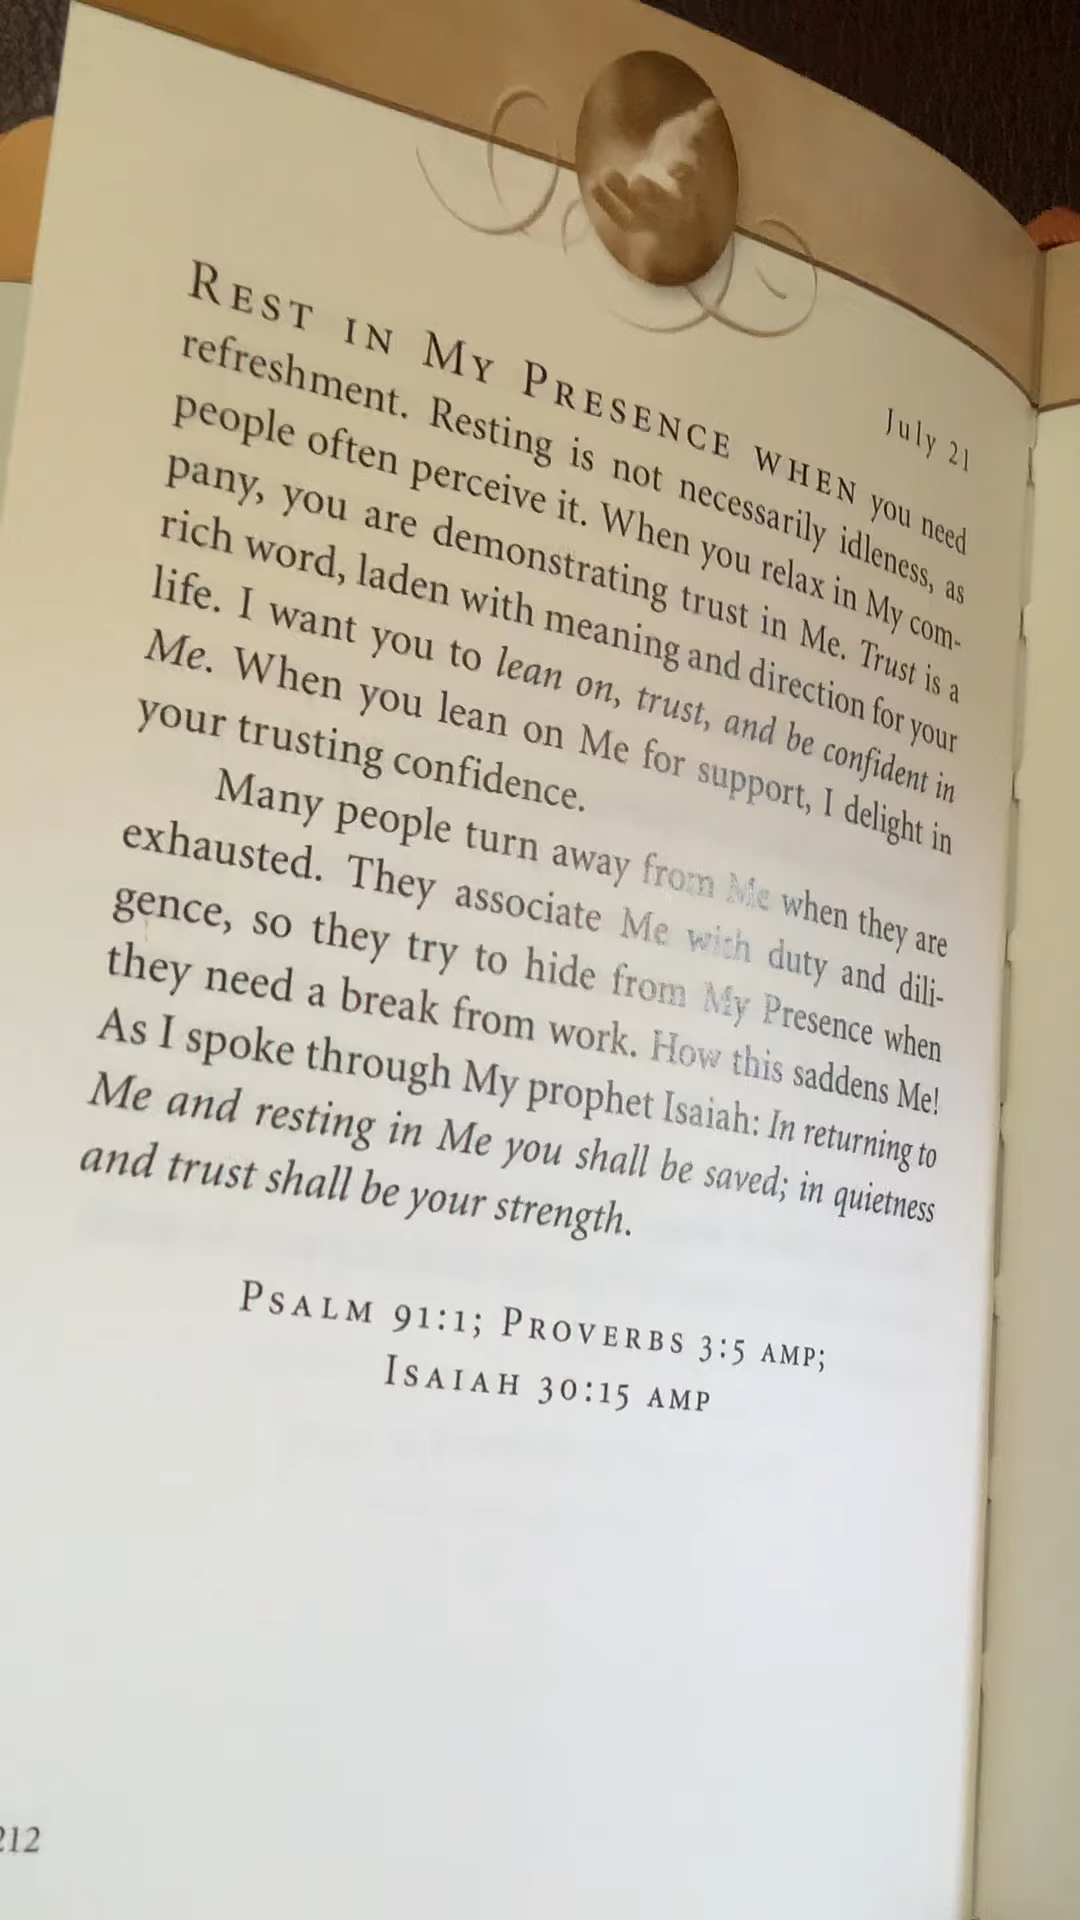 July 21
REST IN MY PRESENCE WHEN you need
refreshment. Resting is not necessarily idleness, as
people often perceive it. When you relax in My com-
pany, you are demonstrating trust in Me. Trust is a
rich word, laden with meaning and direction for your
life. I want you to lean on, trust, and be confident in
Me. When you lean on Me for support, I delight in
your trusting confidence.
Many people turn away from Me when they are
exhausted. They associate Me with duty and dili-
gence, so they try to hide from My Presence when
they need a break from work. How this saddens Me!
As I spoke through My prophet Isaiah: In returning to
Me and resting in Me you shall be saved; in quietness
and trust shall be your strength.
PSALM 91:1; PROVERBS 3:5 AMP;
ISAIAH 30:15 AMP
212